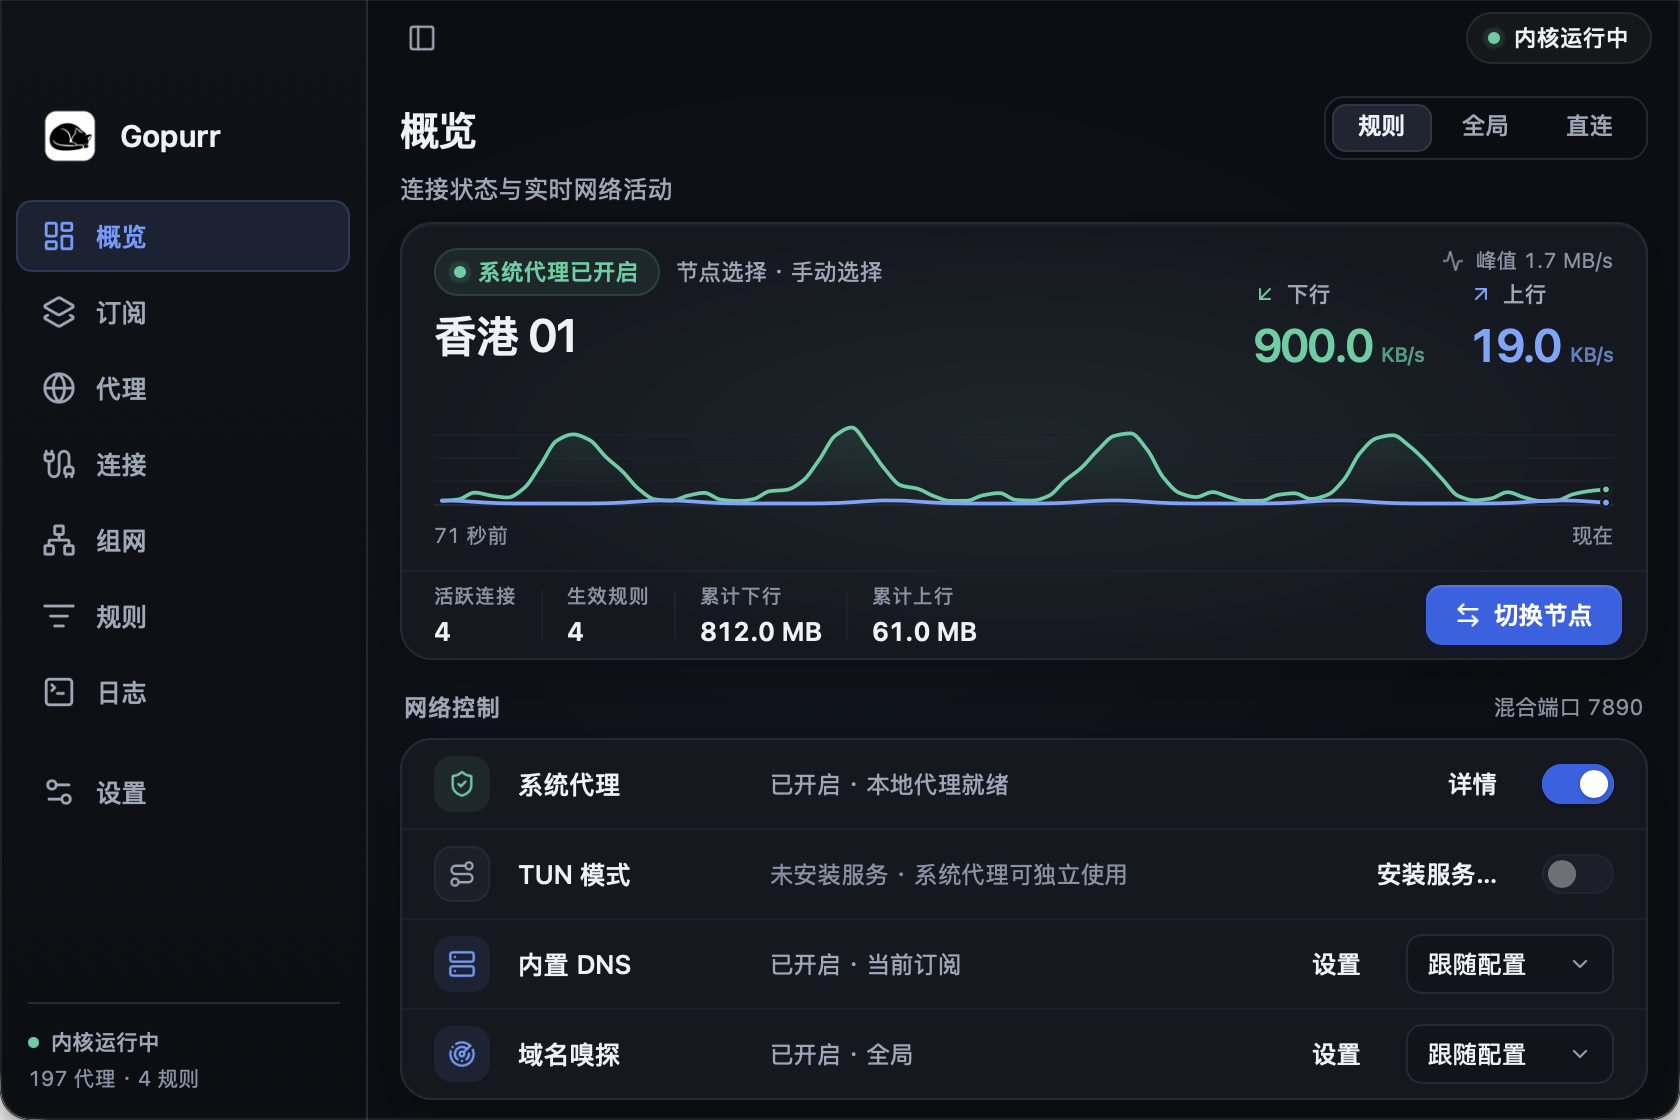 内核运行中
Gopurr
概览
订阅
代理
连接
组网
规则
日志
设置
内核运行中
197 代理 · 4 规则
概览
连接状态与实时网络活动
规则 全局 直连
系统代理已开启 节点选择 · 手动选择
峰值 1.7 MB/s
香港 01
下行
900.0 KB/s
上行
19.0 KB/s
71 秒前 现在
活跃连接
4
生效规则
4
累计下行
812.0 MB
累计上行
61.0 MB
切换节点
网络控制 混合端口 7890
系统代理 已开启 · 本地代理就绪 详情
TUN 模式 未安装服务 · 系统代理可独立使用 安装服务...
内置 DNS 已开启 · 当前订阅 设置 跟随配置
域名嗅探 已开启 · 全局 设置 跟随配置